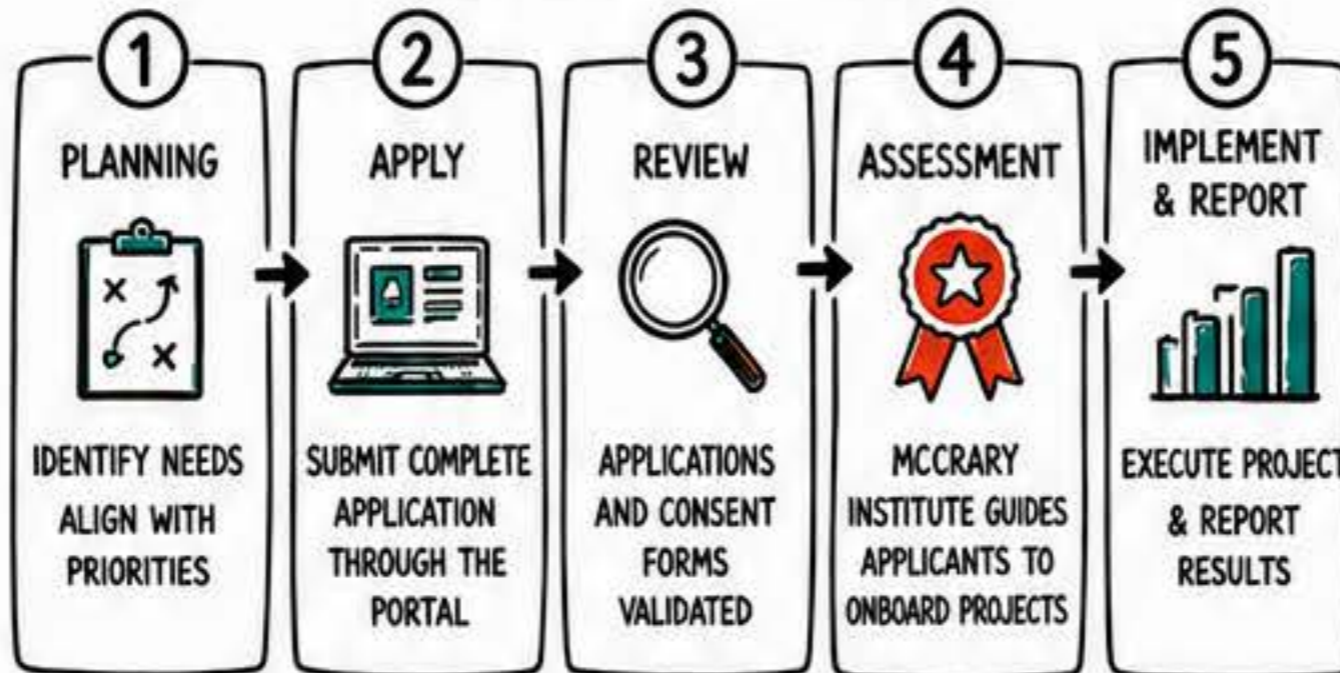 1
PLANNING
IDENTIFY NEEDS
ALIGN WITH
PRIORITIES
2
APPLY
SUBMIT COMPLETE
APPLICATION
THROUGH THE
PORTAL
3
REVIEW
APPLICATIONS
AND CONSENT
FORMS
VALIDATED
4
ASSESSMENT
MCCRARY
INSTITUTE GUIDES
APPLICANTS TO
ONBOARD PROJECTS
5
IMPLEMENT
& REPORT
EXECUTE PROJECT
& REPORT
RESULTS